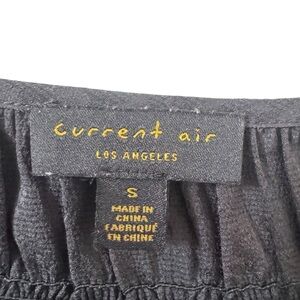 current air
LOS ANGELES
S
MADE IN
CHINA
FABRIQUÉ
EN CHINE